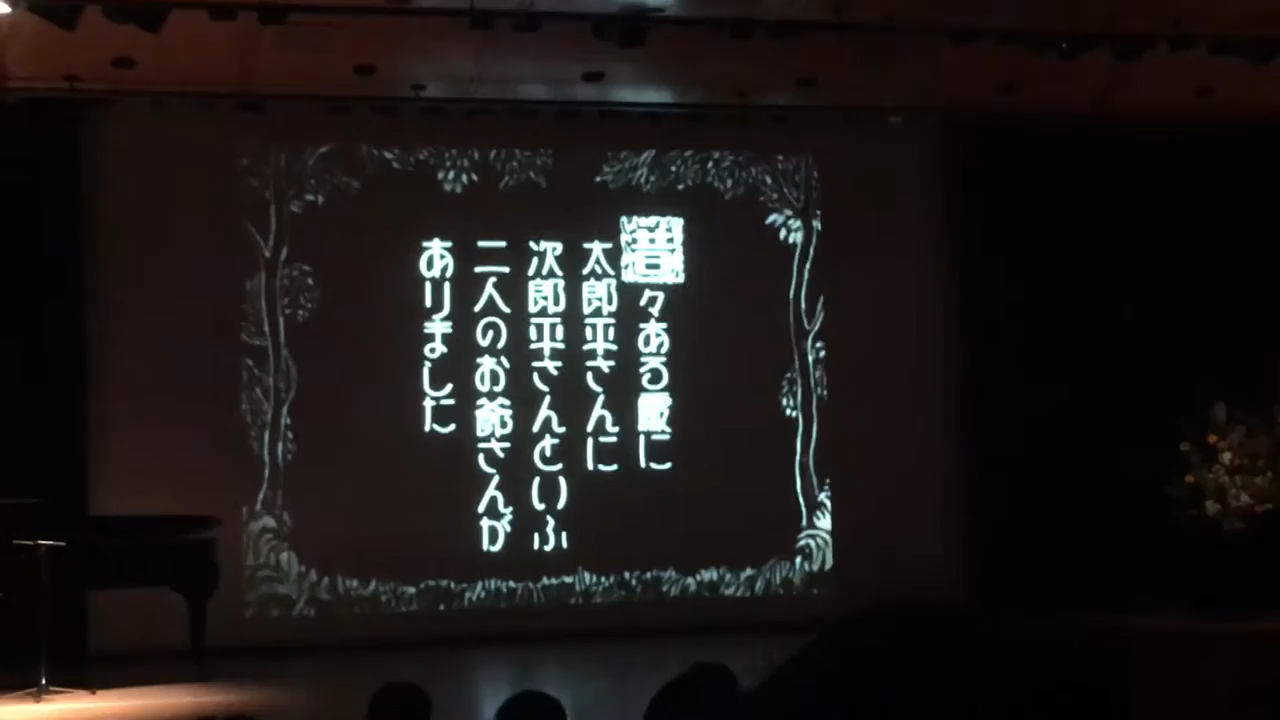 昔々ある處に
太郎平さんに
次郎平さんといふ
二人のお爺さんが
ありました